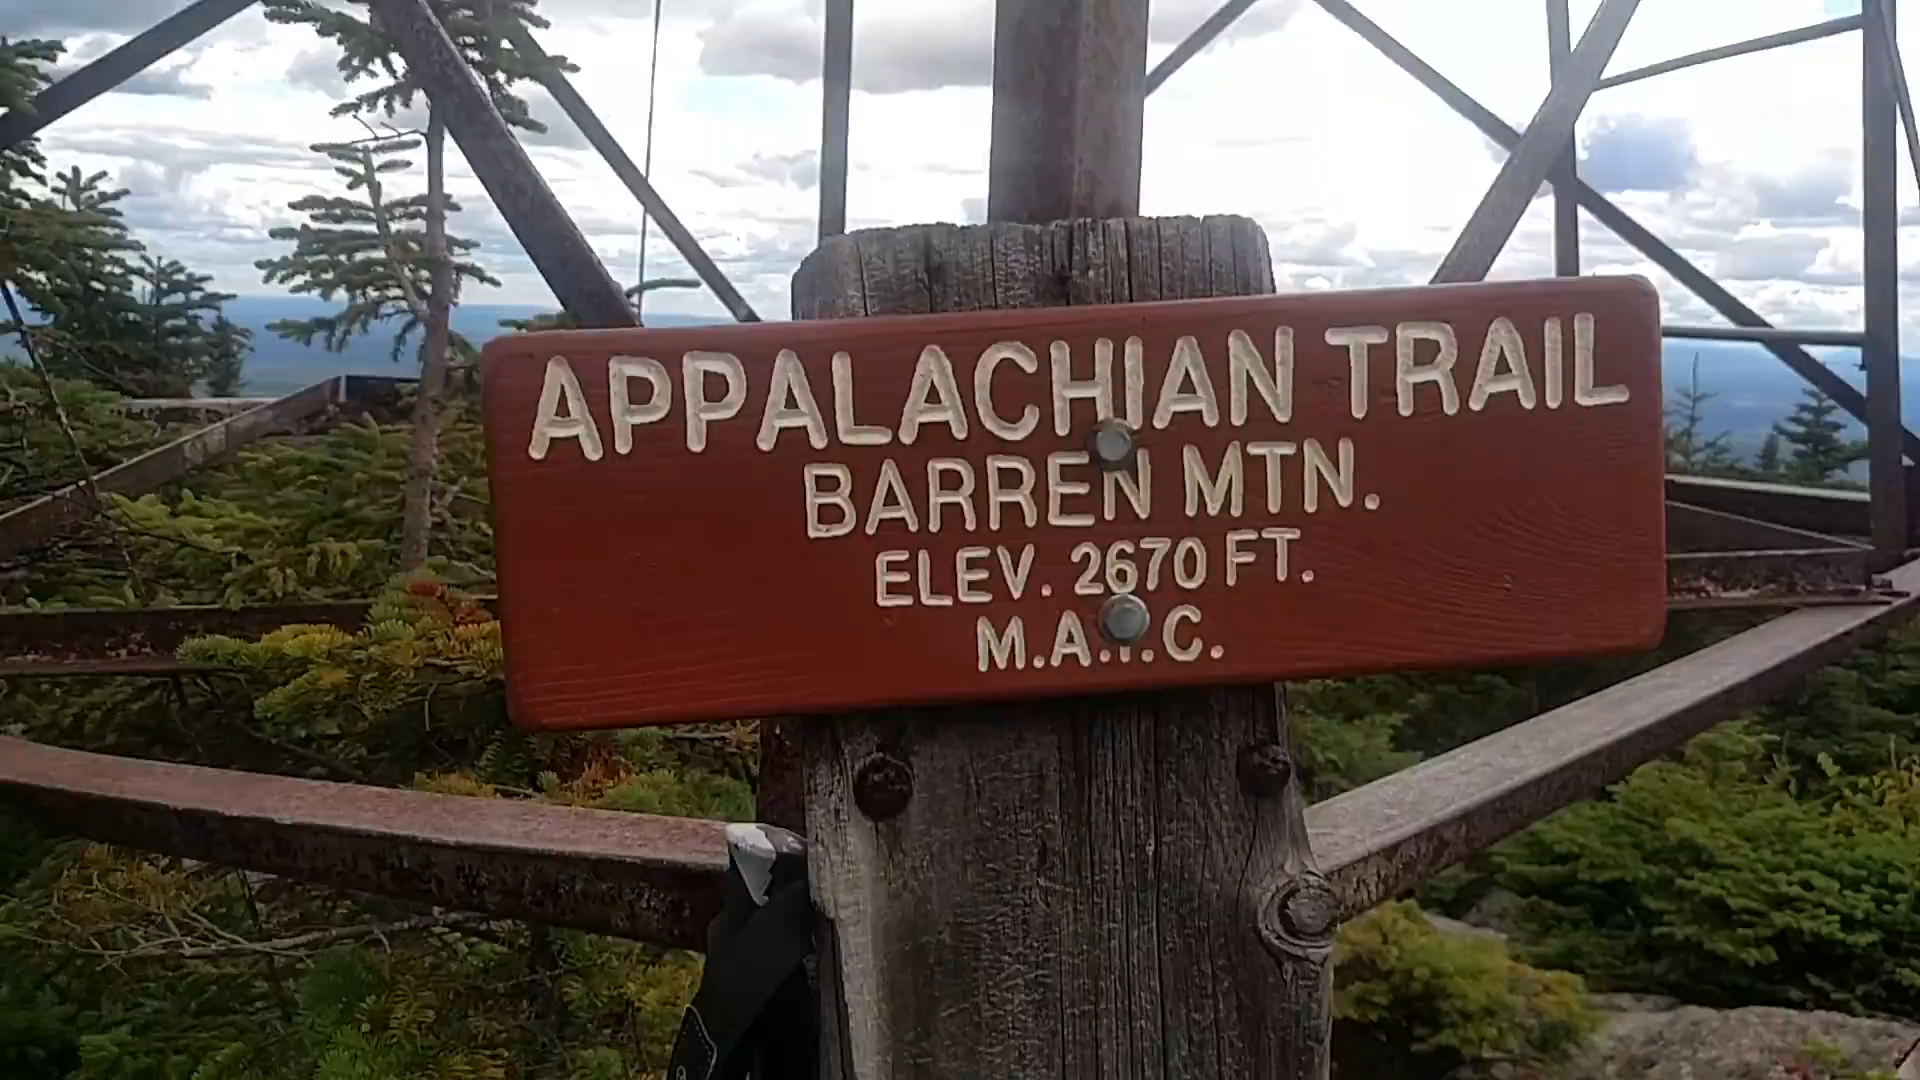 APPALACHIAN TRAIL
BARREN MTN.
ELEV. 2670 FT.
M.A.T.C.